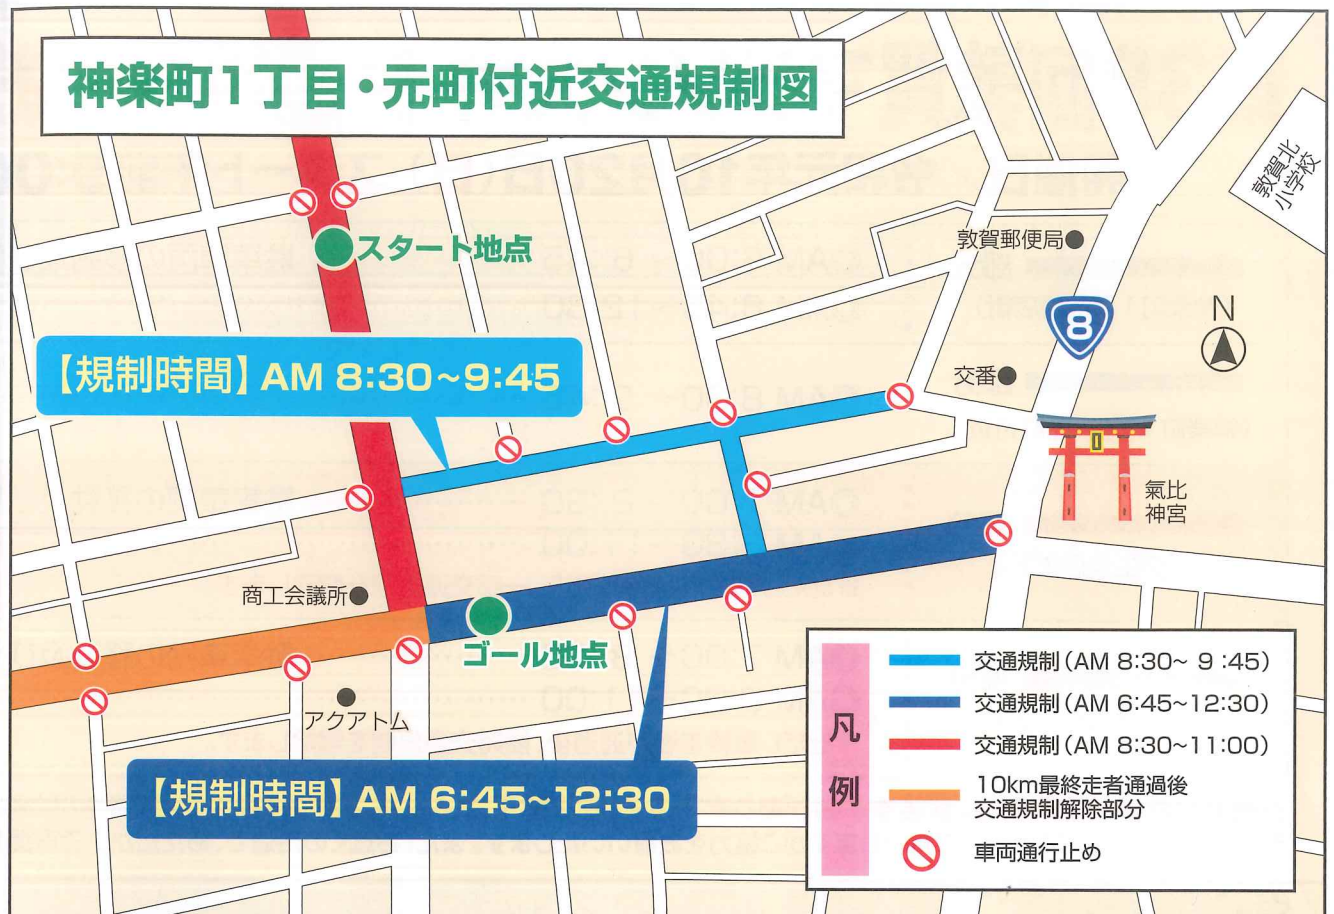 神楽町1丁目・元町付近交通規制図
敦賀北
小学校
スタート地点
敦賀郵便局
8
N
【規制時間】AM 8:30~9:45
交番
氣比
神宮
商工会議所
ゴール地点
アクアトム
【規制時間】AM 6:45~12:30
凡例
交通規制(AM 8:30~ 9:45)
交通規制(AM 6:45~12:30)
交通規制(AM 8:30~11:00)
10km最終走者通過後
交通規制解除部分
車両通行止め